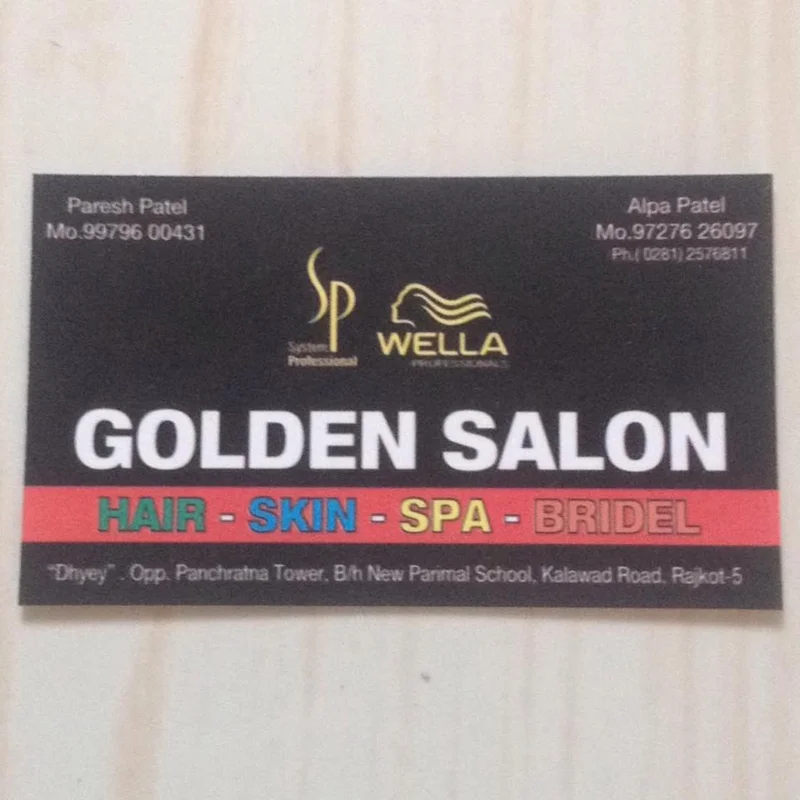 Paresh Patel
Mo.99796 00431
Alpa Patel
Mo.97276 26097
Ph.( 0281) 2576811
SP
System
Professional
WELLA
PROFESSIONALS
GOLDEN SALON
HAIR - SKIN - SPA - BRIDEL
"Dhyey" . Opp. Panchratna Tower, B/h New Parimal School, Kalawad Road, Rajkot-5